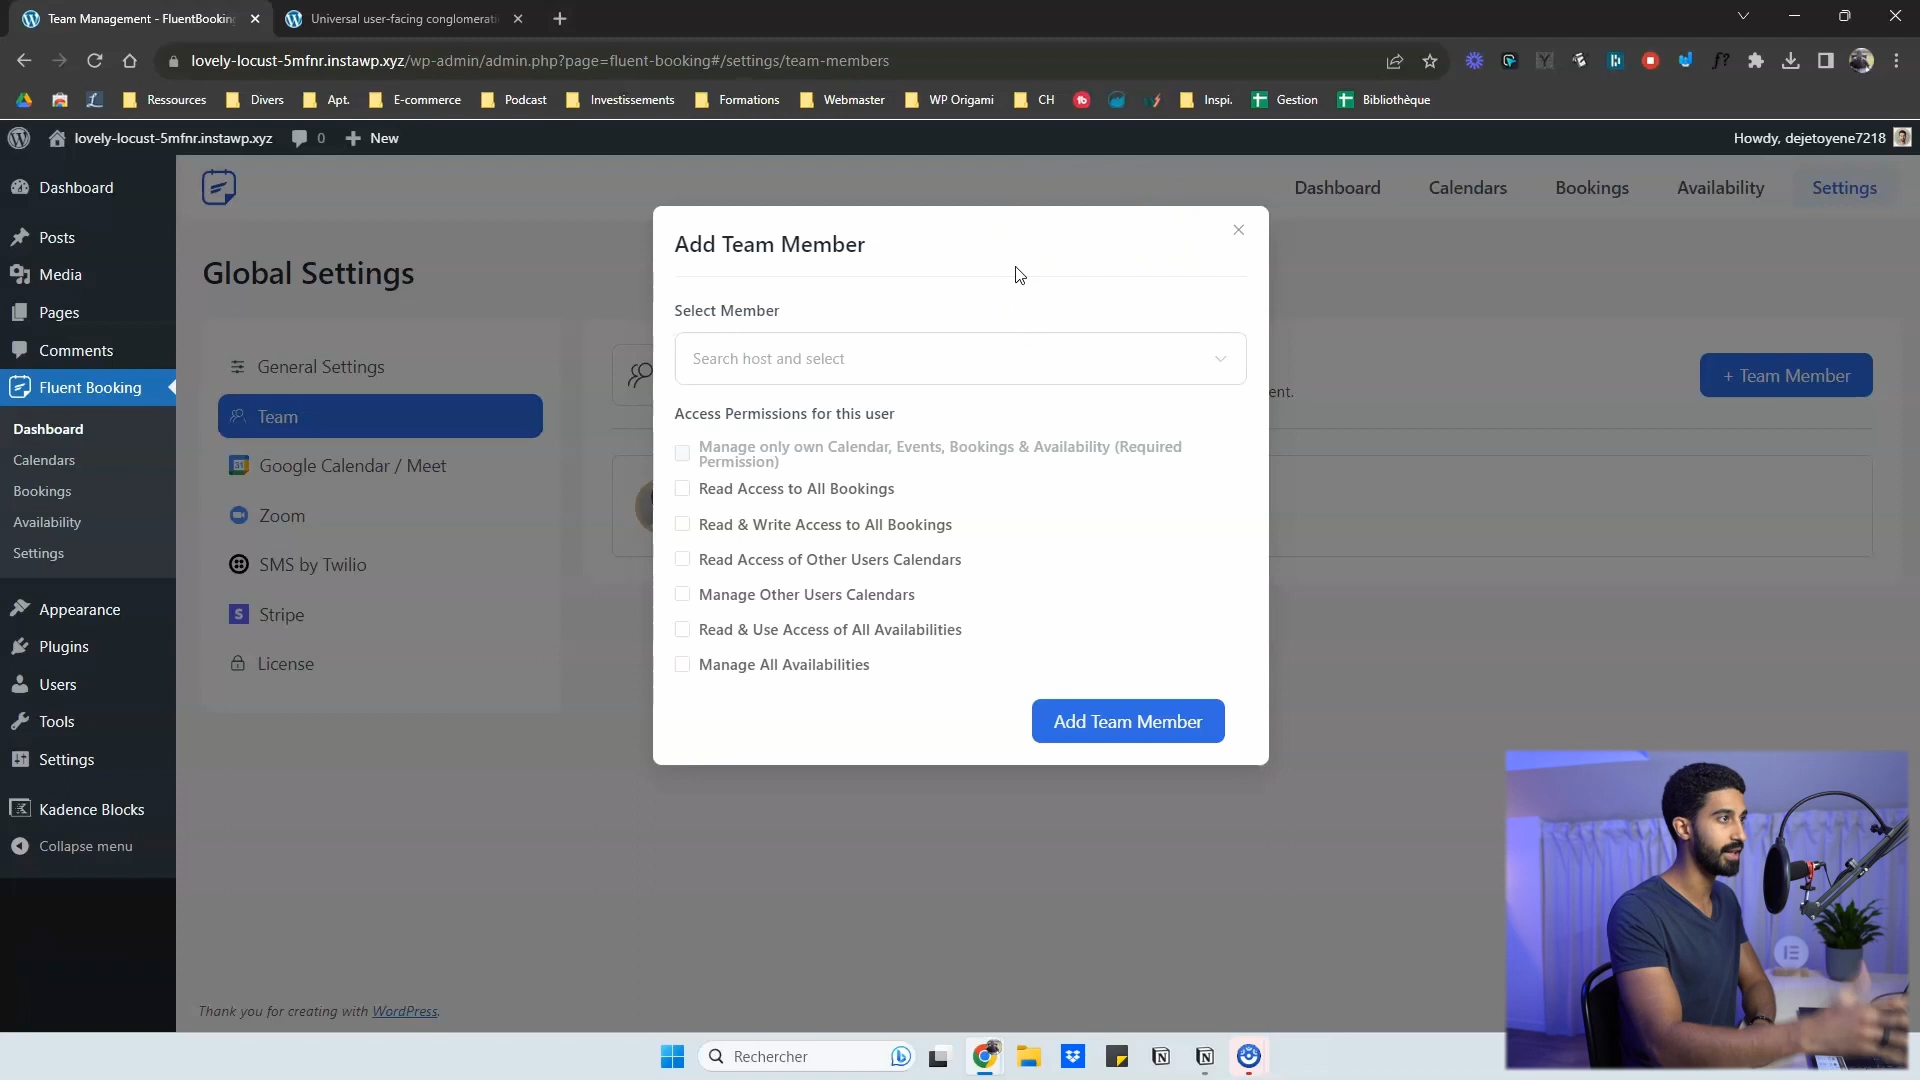 Team Management - FluentBooking
Universal user-facing conglomerati
lovely-locust-5mfnr.instawp.xyz/wp-admin/admin.php?page=fluent-booking#/settings/team-members
Ressources
Divers
Apt.
E-commerce
Podcast
Investissements
Formations
Webmaster
WP Origami
CH
Inspi.
Gestion
Bibliothèque
lovely-locust-5mfnr.instawp.xyz
0
New
Howdy, dejetoyene7218
Dashboard
Posts
Media
Pages
Comments
Fluent Booking
Dashboard
Calendars
Bookings
Availability
Settings
Appearance
Plugins
Users
Tools
Settings
Kadence Blocks
Collapse menu
Dashboard
Calendars
Bookings
Availability
Settings
Global Settings
General Settings
Team
Google Calendar / Meet
Zoom
SMS by Twilio
Stripe
License
+ Team Member
ent.
Add Team Member
Select Member
Search host and select
Access Permissions for this user
Manage only own Calendar, Events, Bookings & Availability (Required
Permission)
Read Access to All Bookings
Read & Write Access to All Bookings
Read Access of Other Users Calendars
Manage Other Users Calendars
Read & Use Access of All Availabilities
Manage All Availabilities
Add Team Member
Thank you for creating with WordPress.
Rechercher